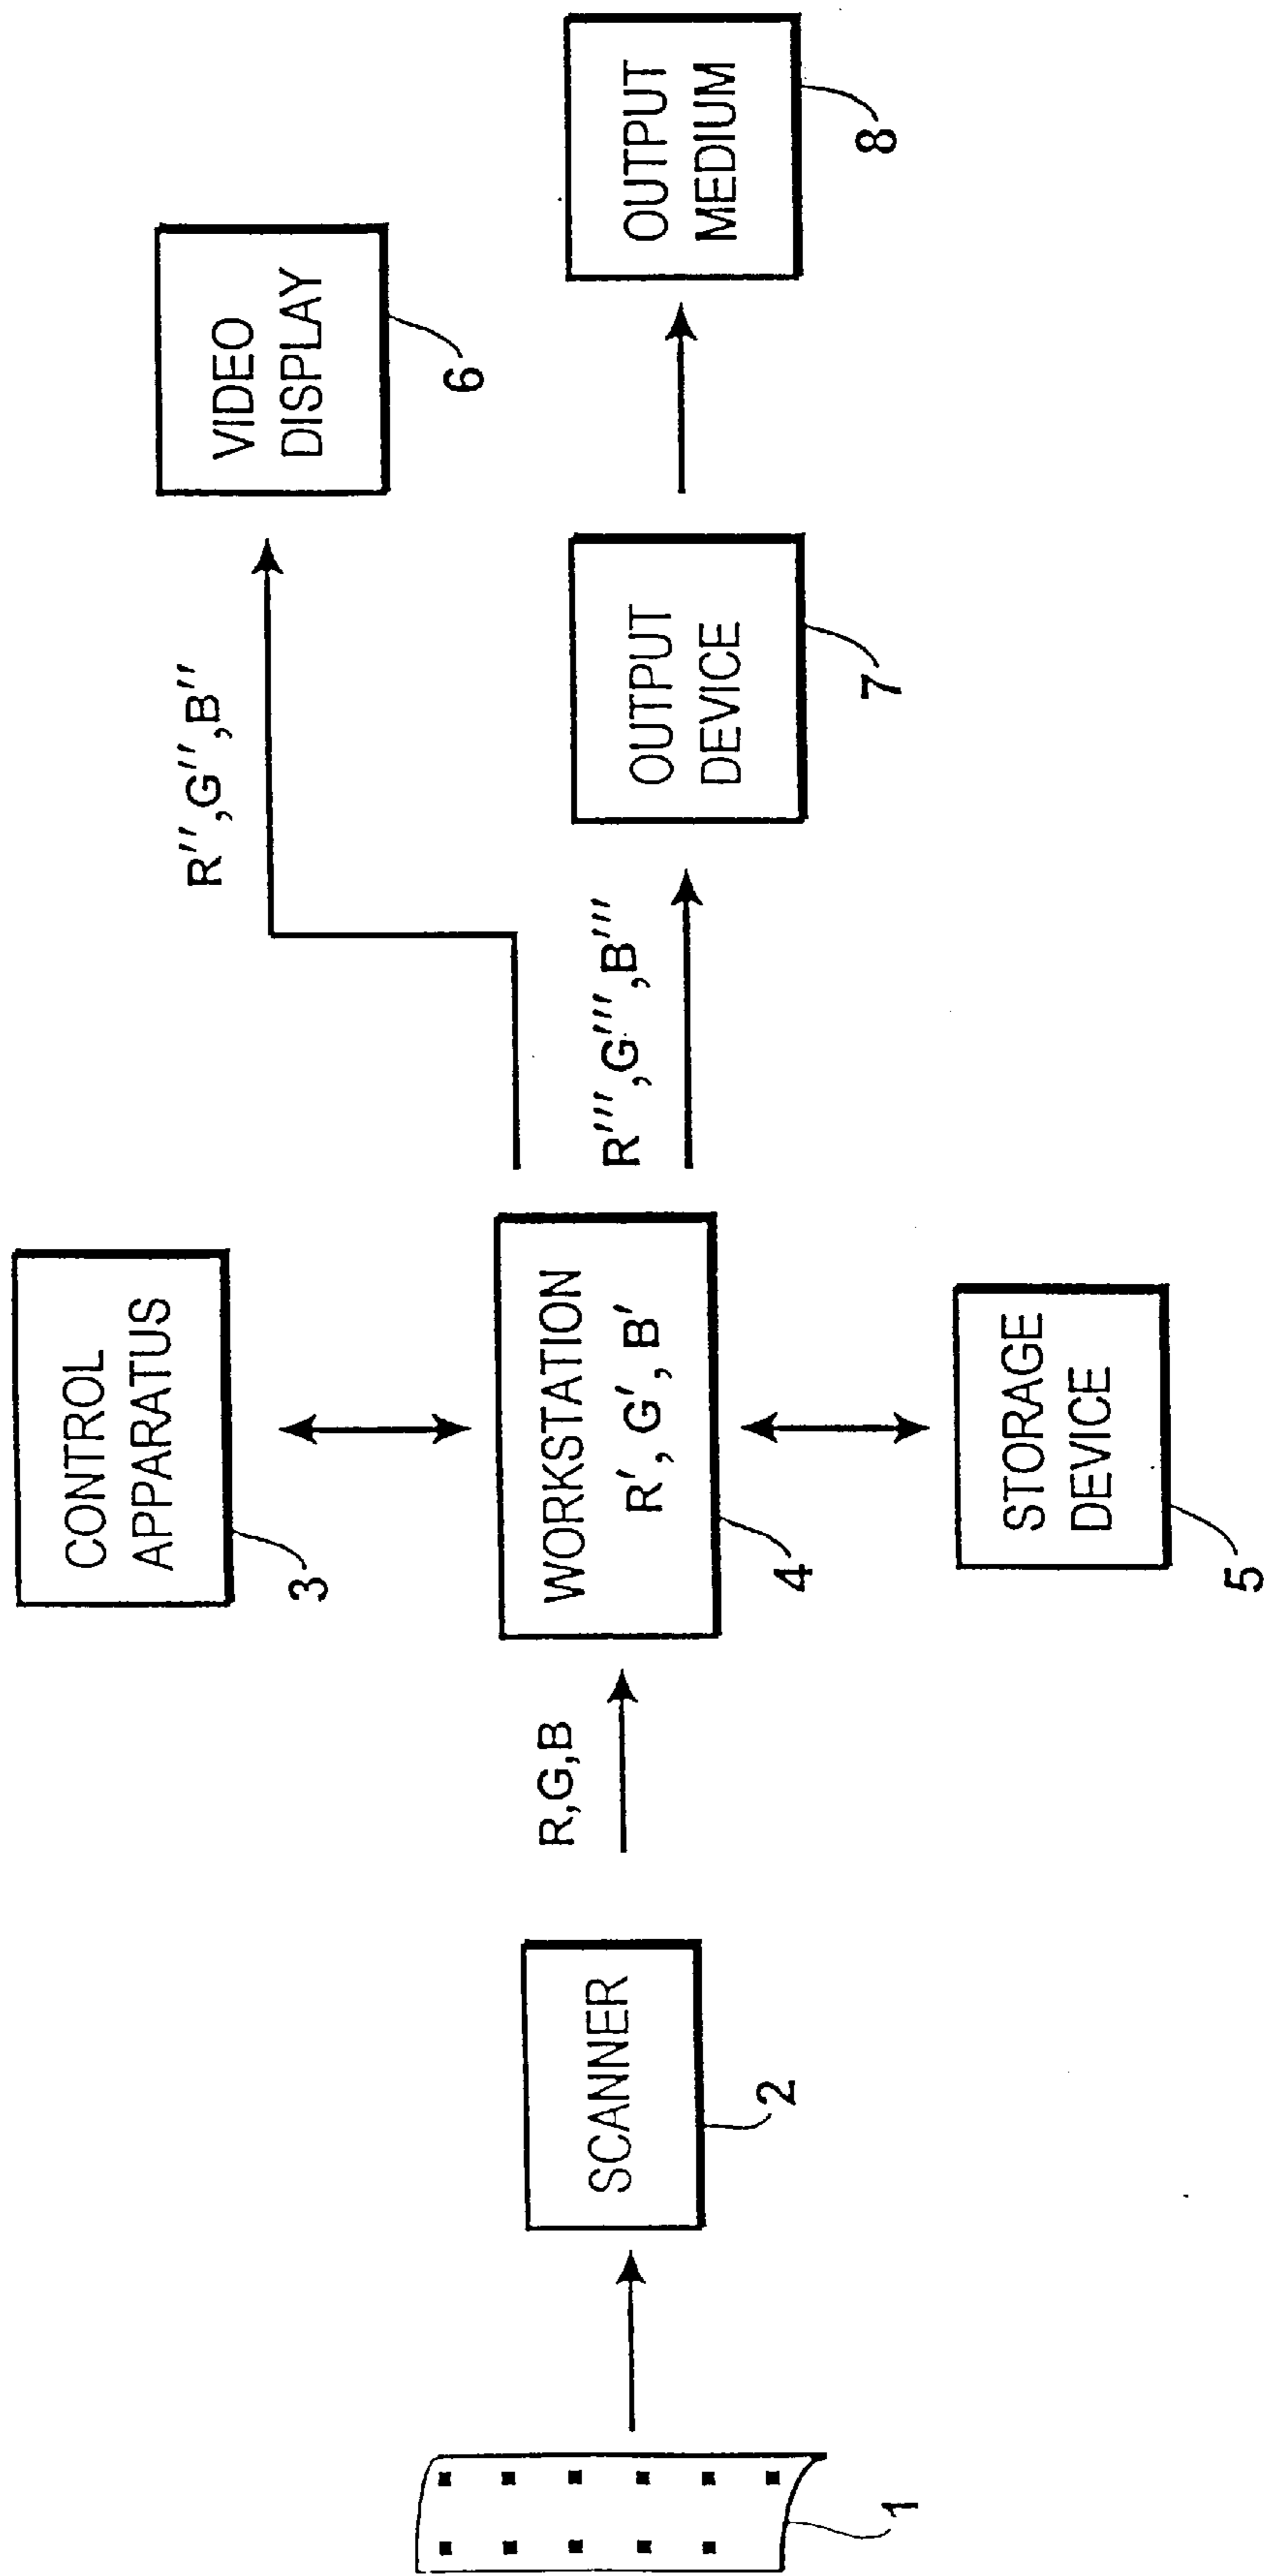 CONTROL
APPARATUS
3
VIDEO
DISPLAY
6
R'',G'',B''
SCANNER
2
R,G,B
WORKSTATION
R', G', B'
4
R''',G''',B'''
OUTPUT
DEVICE
7
OUTPUT
MEDIUM
8
1
STORAGE
DEVICE
5